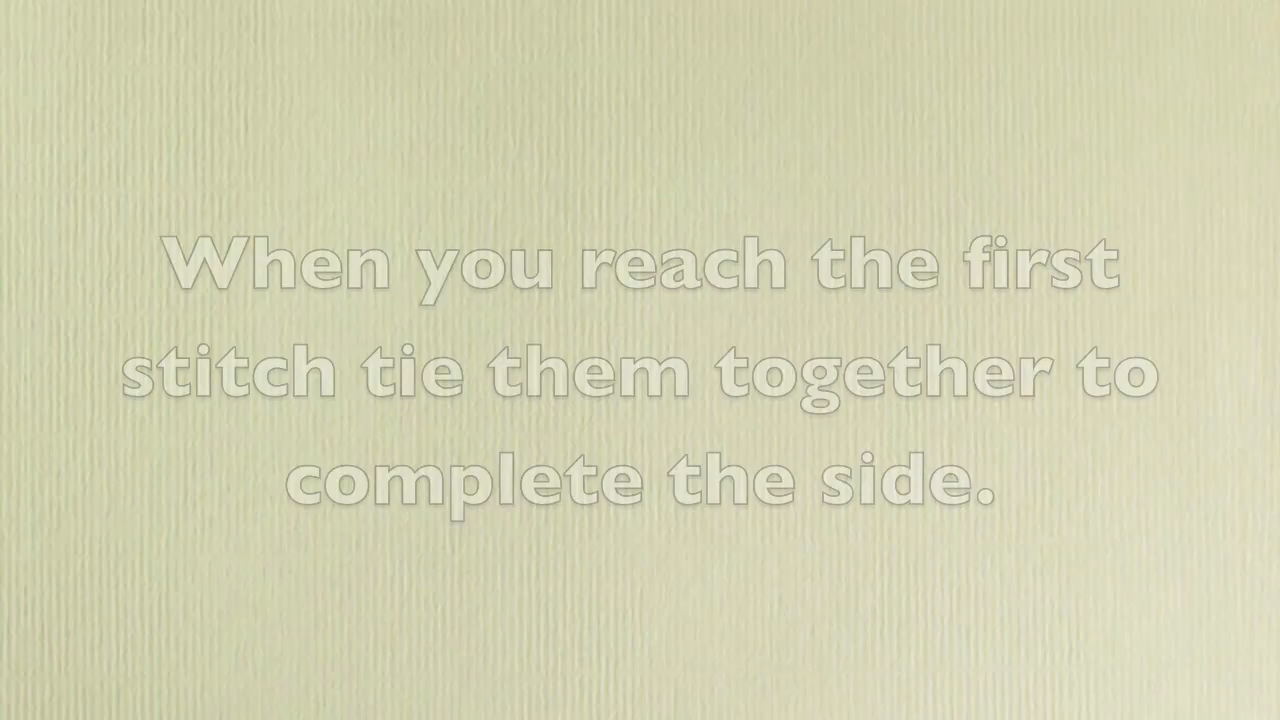 When you reach the first
stitch tie them together to
complete the side.